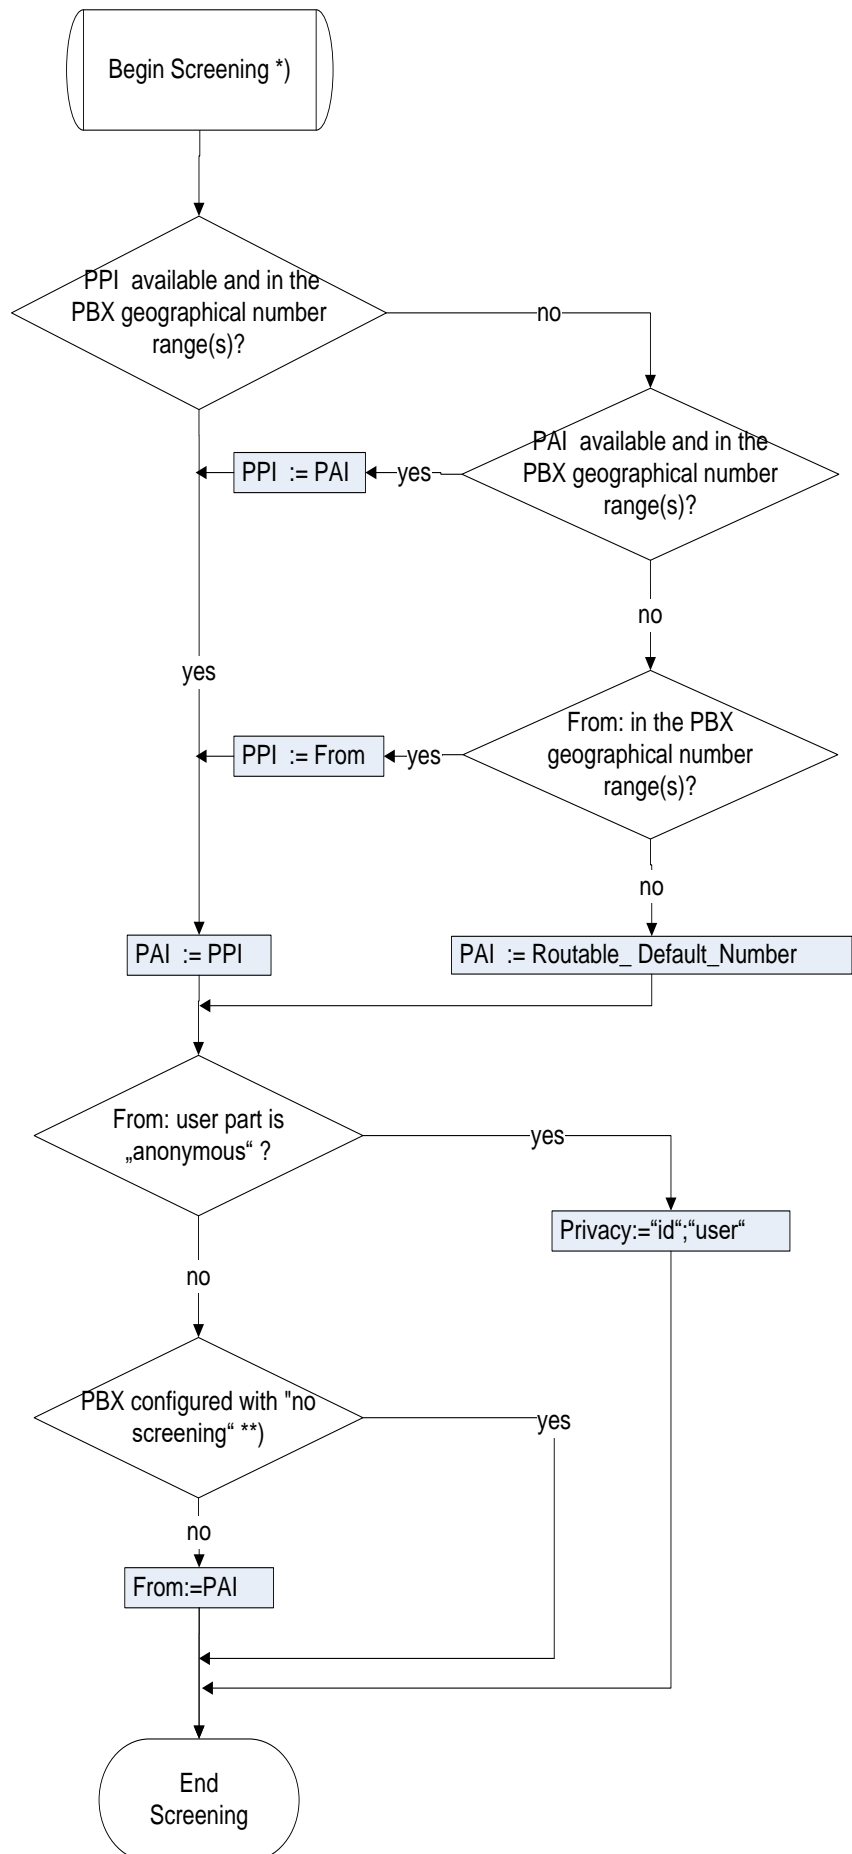 Begin Screening *)
PPI  available and in the
PBX geographical number
range(s)?
no
PAI  available and in the
PBX geographical number
range(s)?
yes
PPI  := PAI
no
yes
From: in the PBX
geographical number
range(s)?
yes
PPI  := From
no
PAI  := PPI
PAI  := Routable_ Default_Number
From: user part is
„anonymous“ ?
yes
Privacy:=“id“;“user“
no
PBX configured with "no
screening“ **)
yes
no
From:=PAI
End
Screening